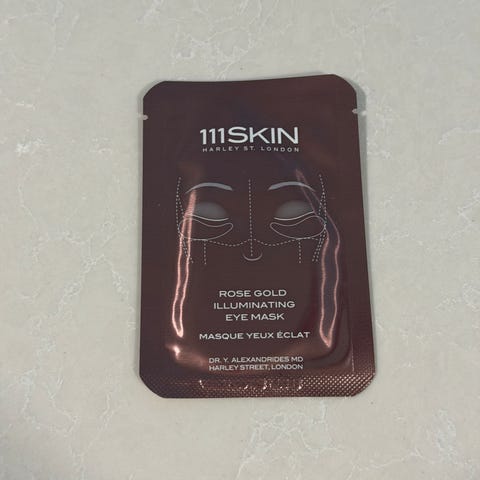 111SKIN
HARLEY ST. LONDON
ROSE GOLD
ILLUMINATING
EYE MASK
MASQUE YEUX ÉCLAT
DR. Y. ALEXANDRIDES MD
HARLEY STREET, LONDON